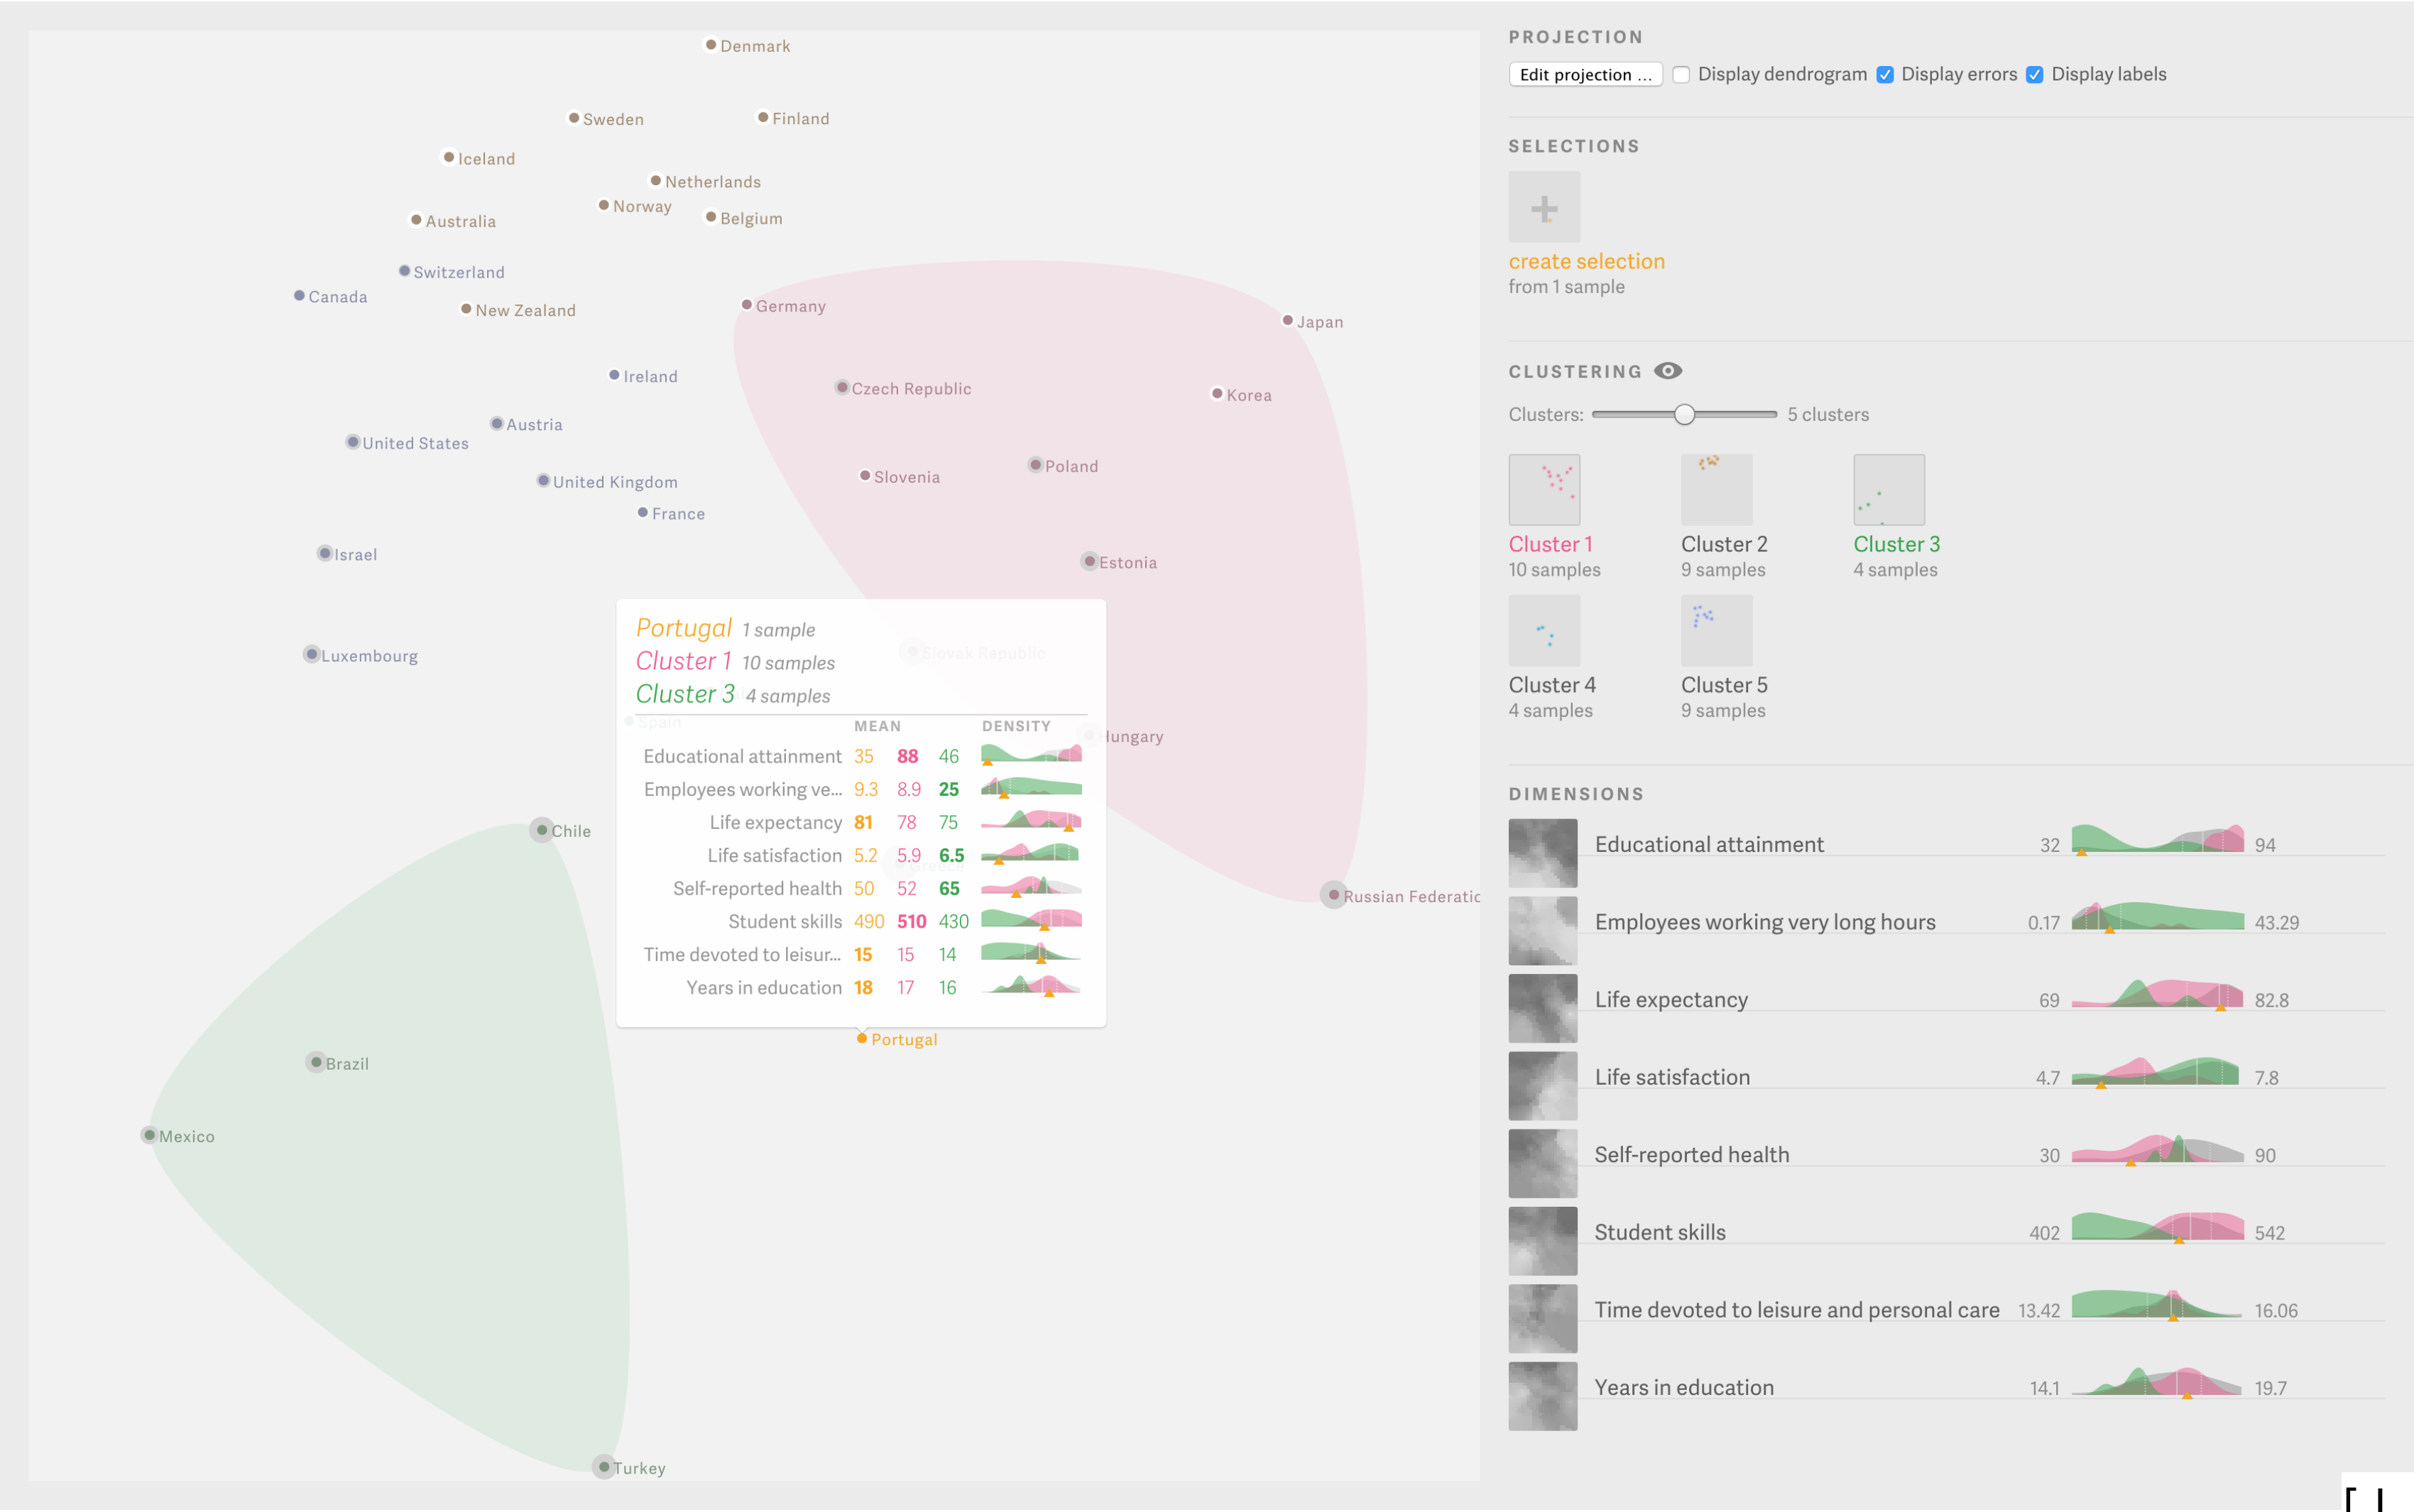 Denmark
Sweden
Finland
Iceland
Netherlands
Norway
Australia
Belgium
Switzerland
Canada
New Zealand
Germany
Japan
Ireland
Czech Republic
Korea
Austria
United States
Poland
Slovenia
United Kingdom
France
Israel
Estonia
Luxembourg
Slovak Republic
Spain
Hungary
Chile
Greece
Russian Federatio
Brazil
Mexico
Turkey
Portugal 1 sample
Cluster 1 10 samples
Cluster 3 4 samples
MEAN DENSITY
Educational attainment 35 88 46
Employees working ve... 9.3 8.9 25
Life expectancy 81 78 75
Life satisfaction 5.2 5.9 6.5
Self-reported health 50 52 65
Student skills 490 510 430
Time devoted to leisur... 15 15 14
Years in education 18 17 16
Portugal
PROJECTION
Edit projection ... Display dendrogram Display errors Display labels
SELECTIONS
create selection
from 1 sample
CLUSTERING
Clusters: 5 clusters
Cluster 1 Cluster 2 Cluster 3
10 samples 9 samples 4 samples
Cluster 4 Cluster 5
4 samples 9 samples
DIMENSIONS
Educational attainment 32 94
Employees working very long hours 0.17 43.29
Life expectancy 69 82.8
Life satisfaction 4.7 7.8
Self-reported health 30 90
Student skills 402 542
Time devoted to leisure and personal care 13.42 16.06
Years in education 14.1 19.7